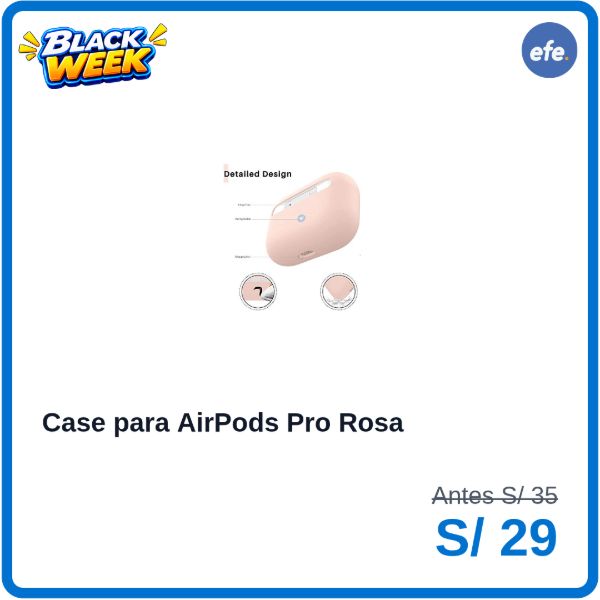 BLACK
WEEK
efe.
Detailed Design
Case para AirPods Pro Rosa
Antes S/ 35
S/ 29